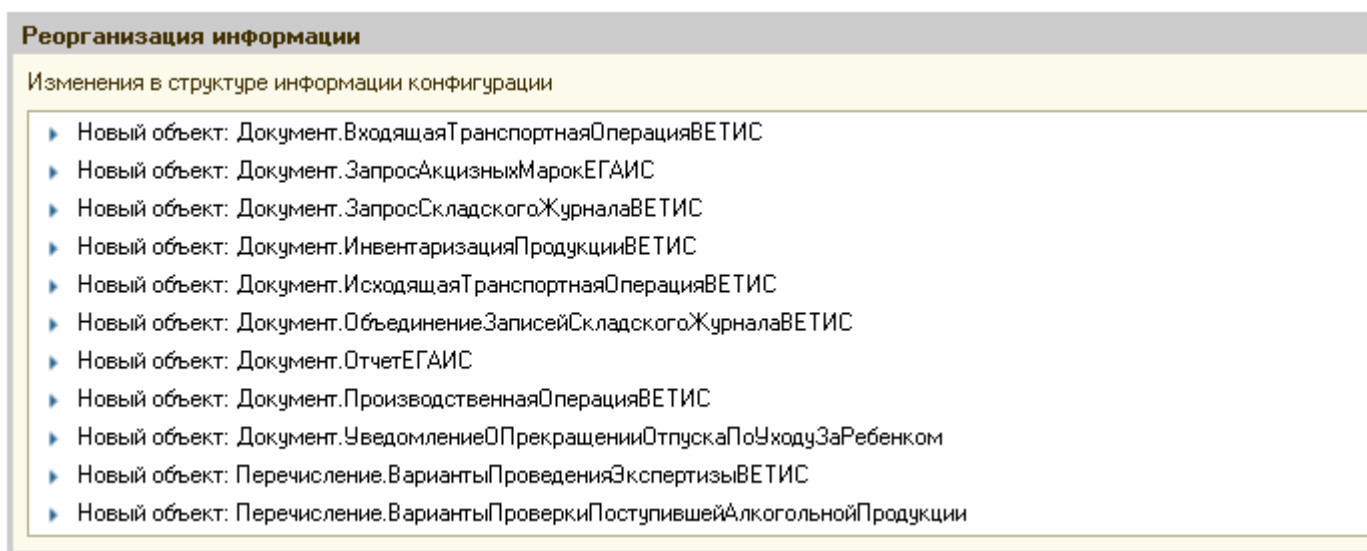 Реорганизация информации
Изменения в структуре информации конфигурации
Новый объект: Документ.ВходящаяТранспортнаяОперацияВЕТИС
Новый объект: Документ.ЗапросАкцизныхМарокЕГАИС
Новый объект: Документ.ЗапросСкладскогоЖурналаВЕТИС
Новый объект: Документ.ИнвентаризацияПродукцииВЕТИС
Новый объект: Документ.ИсходящаяТранспортнаяОперацияВЕТИС
Новый объект: Документ.ОбъединениеЗаписейСкладскогоЖурналаВЕТИС
Новый объект: Документ.ОтчетЕГАИС
Новый объект: Документ.ПроизводственнаяОперацияВЕТИС
Новый объект: Документ.УведомлениеОПрекращенииОтпускаПоУходуЗаРебенком
Новый объект: Перечисление.ВариантыПроведенияЭкспертизыВЕТИС
Новый объект: Перечисление.ВариантыПроверкиПоступившейАлкогольнойПродукции